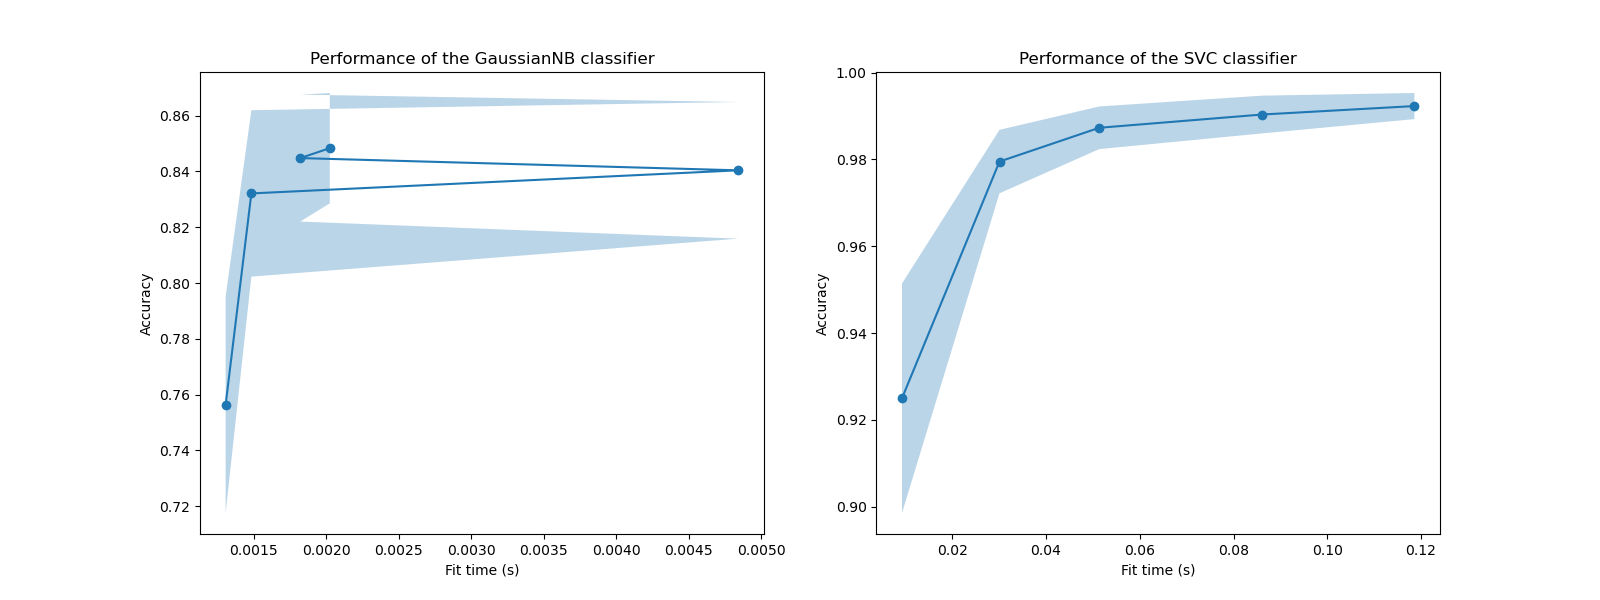 Performance of the GaussianNB classifier
Accuracy
0.86
0.84
0.82
0.80
0.78
0.76
0.74
0.72
0.0015 0.0020 0.0025 0.0030 0.0035 0.0040 0.0045 0.0050
Fit time (s)
Performance of the SVC classifier
Accuracy
1.00
0.98
0.96
0.94
0.92
0.90
0.02 0.04 0.06 0.08 0.10 0.12
Fit time (s)